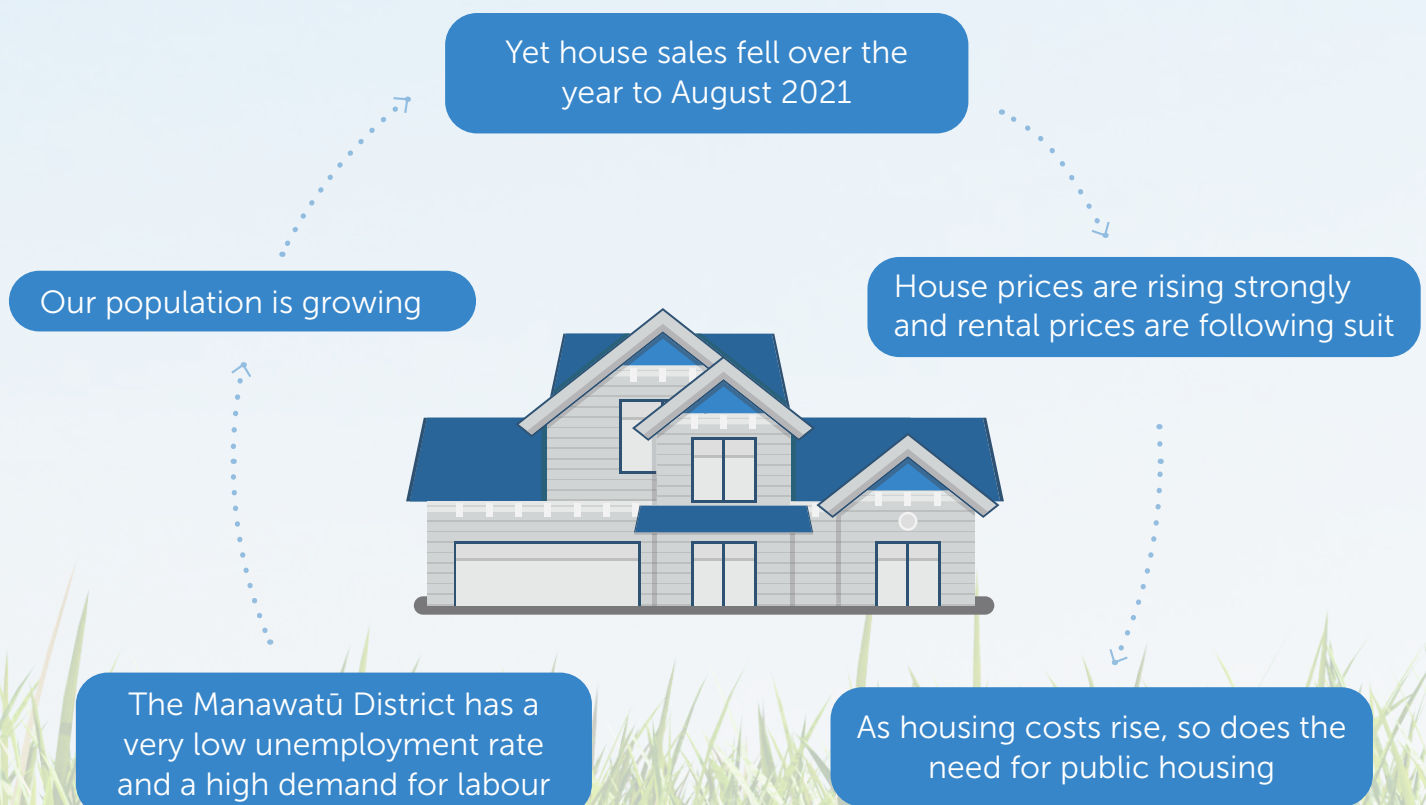 Yet house sales fell over the
year to August 2021
Our population is growing
House prices are rising strongly
and rental prices are following suit
The Manawatū District has a
very low unemployment rate
and a high demand for labour
As housing costs rise, so does the
need for public housing